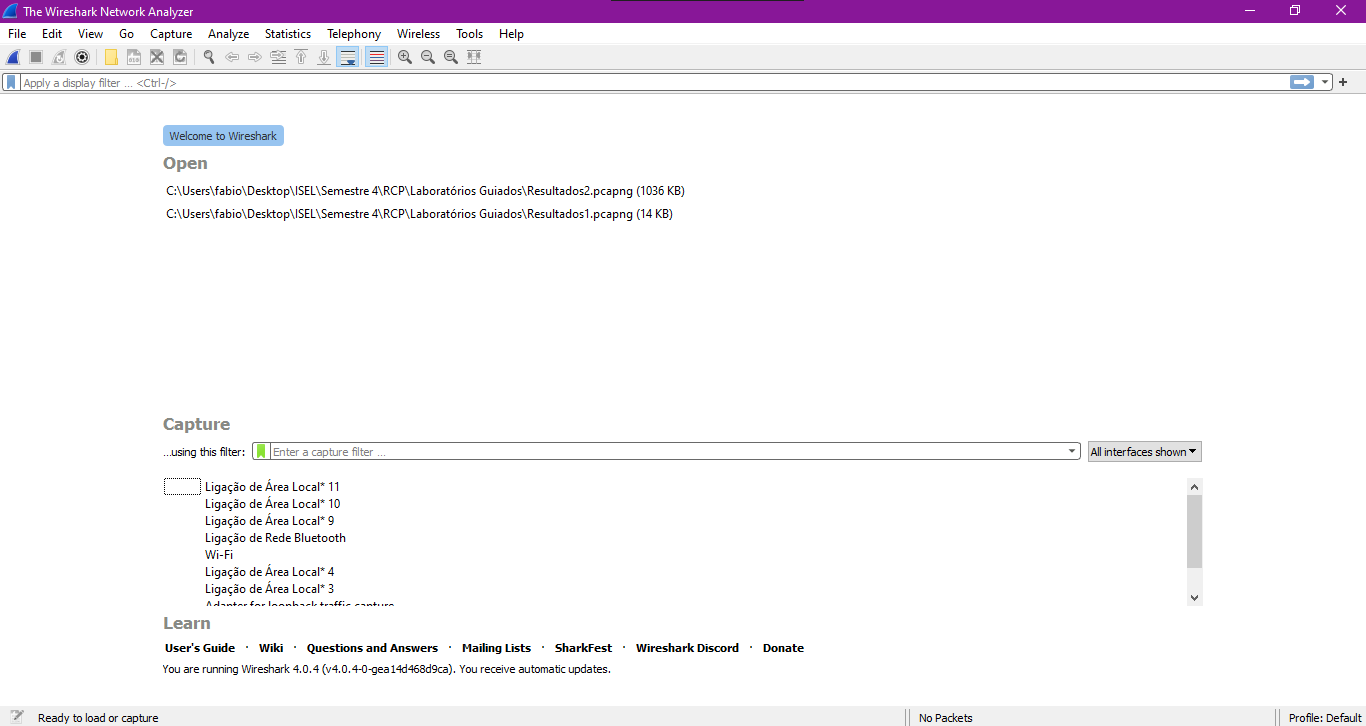 The Wireshark Network Analyzer
File Edit View Go Capture Analyze Statistics Telephony Wireless Tools Help
Apply a display filter ... <Ctrl-/>
Welcome to Wireshark
Open
C:\Users\fabio\Desktop\ISEL\Semestre 4\RCP\Laboratórios Guiados\Resultados2.pcapng (1036 KB)
C:\Users\fabio\Desktop\ISEL\Semestre 4\RCP\Laboratórios Guiados\Resultados1.pcapng (14 KB)
Capture
...using this filter: Enter a capture filter ... All interfaces shown
Ligação de Área Local* 11
Ligação de Área Local* 10
Ligação de Área Local* 9
Ligação de Rede Bluetooth
Wi-Fi
Ligação de Área Local* 4
Ligação de Área Local* 3
Adapter for loopback traffic capture
Learn
User's Guide · Wiki · Questions and Answers · Mailing Lists · SharkFest · Wireshark Discord · Donate
You are running Wireshark 4.0.4 (v4.0.4-0-gea14d468d9ca). You receive automatic updates.
Ready to load or capture No Packets Profile: Default